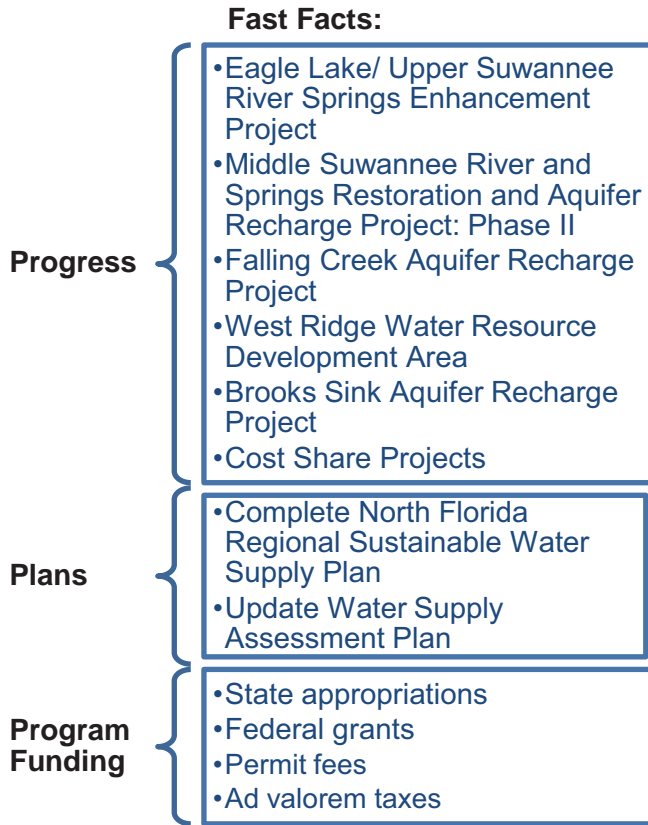 Fast Facts:
Progress
•Eagle Lake/ Upper Suwannee
River Springs Enhancement
Project
•Middle Suwannee River and
Springs Restoration and Aquifer
Recharge Project: Phase II
•Falling Creek Aquifer Recharge
Project
•West Ridge Water Resource
Development Area
•Brooks Sink Aquifer Recharge
Project
•Cost Share Projects
Plans
•Complete North Florida
Regional Sustainable Water
Supply Plan
•Update Water Supply
Assessment Plan
Program
Funding
•State appropriations
•Federal grants
•Permit fees
•Ad valorem taxes